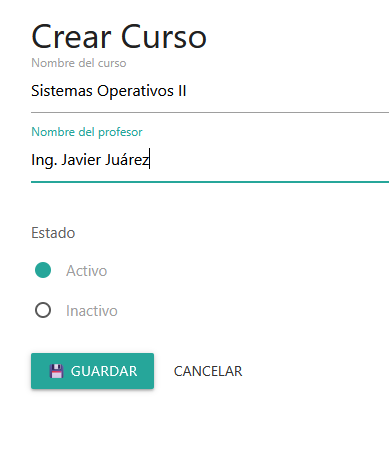 Crear Curso
Nombre del curso
Sistemas Operativos II
Nombre del profesor
Ing. Javier Juárez
Estado
Activo
Inactivo
GUARDAR CANCELAR